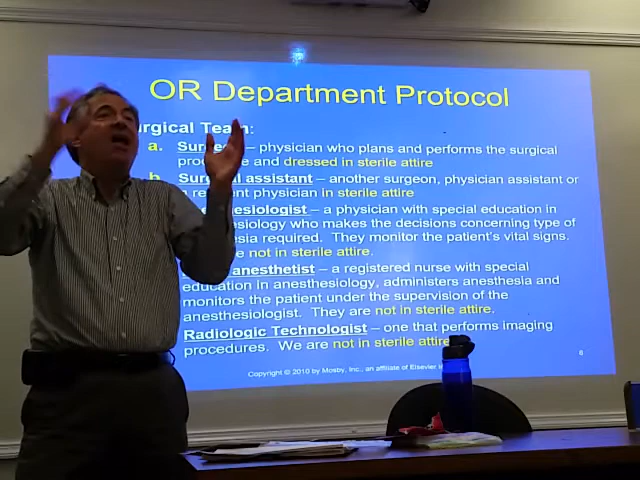 OR Department Protocol
urgical Team:
a. Surgeo – physician who plans and performs the surgical
proc e and dressed in sterile attire
b. Surgical assistant – another surgeon, physician assistant or
physician in sterile attire
esiologist – a physician with special education in
esiology who makes the decisions concerning type of
esia required. They monitor the patient's vital signs.
e not in sterile attire.
anesthetist – a registered nurse with special
education in anesthesiology, administers anesthesia and
monitors the patient under the supervision of the
anesthesiologist. They are not in sterile attire.
Radiologic Technologist – one that performs imaging
procedures. We are not in sterile attire
Copyright © 2010 by Mosby, Inc., an affiliate of Elsevier
6